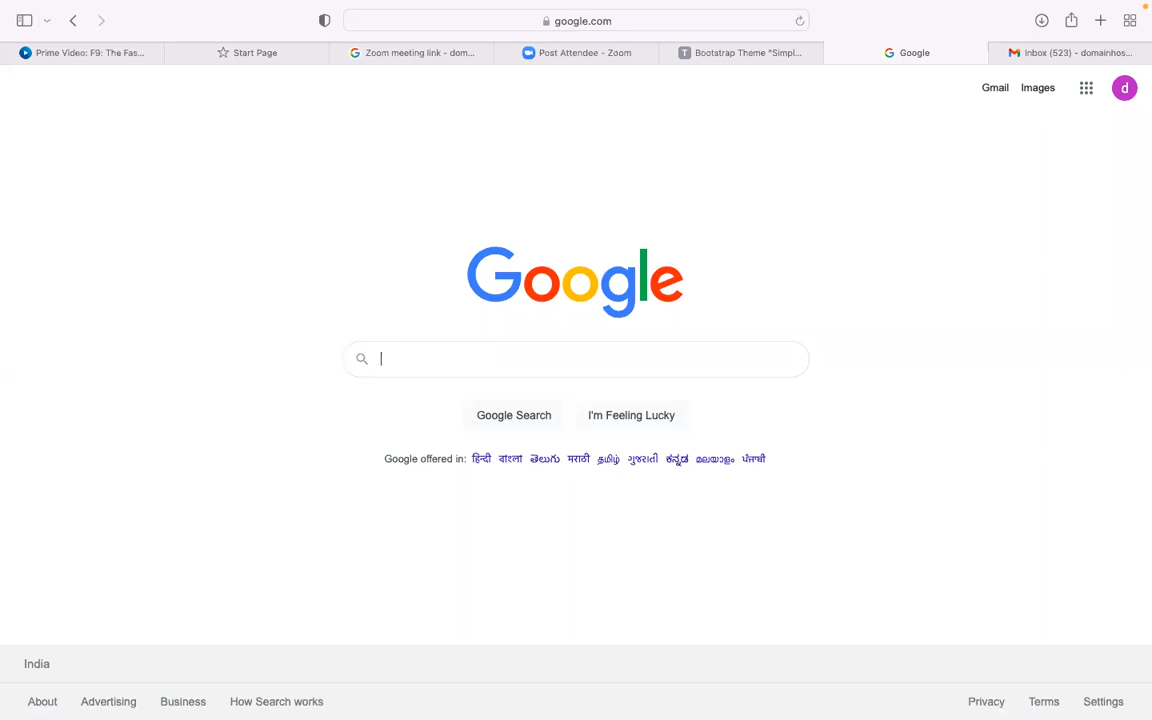 google.com
Prime Video: F9: The Fas...
Start Page
Zoom meeting link - dom...
Post Attendee - Zoom
Bootstrap Theme "Simpl...
Google
Inbox (523) - domainhos...
Gmail Images d
Google
Google Search I'm Feeling Lucky
Google offered in: हिन्दी বাংলা తెలుగు मराठी தமிழ் ગુજરાતી ಕನ್ನಡ മലയാളം ਪੰਜਾਬੀ
India
About Advertising Business How Search works Privacy Terms Settings